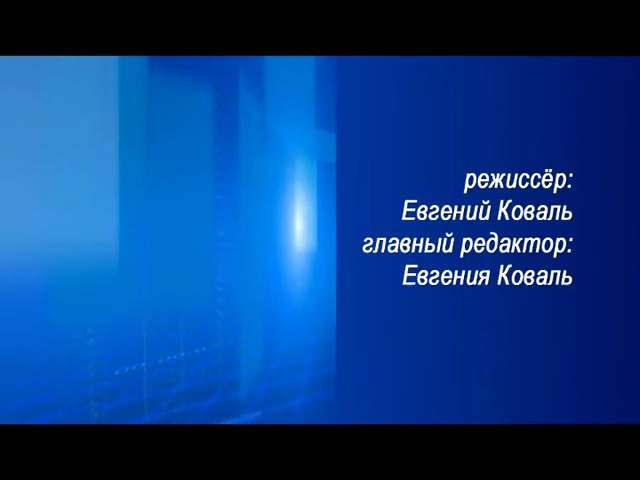 режиссёр:
Евгений Коваль
главный редактор:
Евгения Коваль